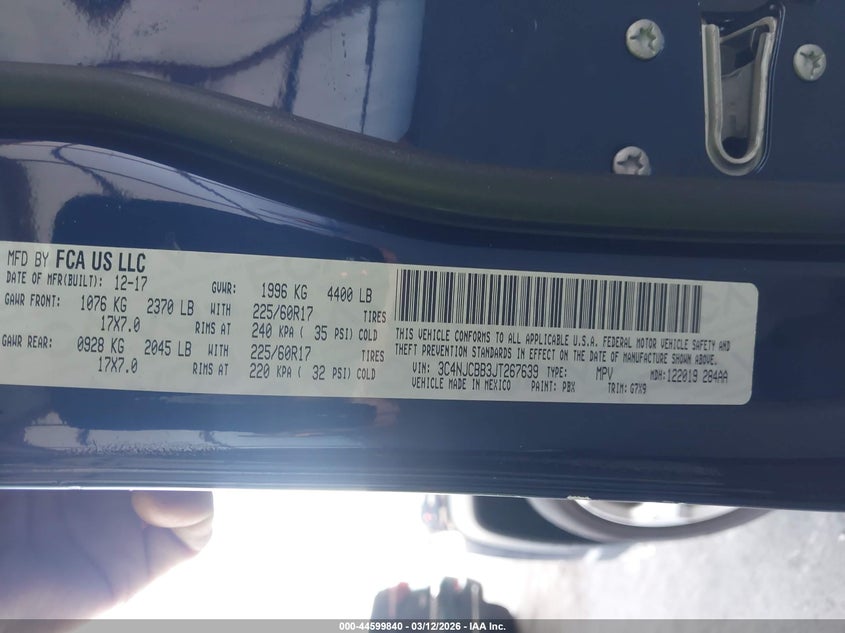 MFD BY FCA US LLC
DATE OF MFR(BUILT): 12-17 GVWR: 1996 KG 4400 LB
GAWR FRONT: 1076 KG 2370 LB WITH 225/60R17 TIRES
17X7.0 RIMS AT 240 KPA ( 35 PSI) COLD
GAWR REAR: 0928 KG 2045 LB WITH 225/60R17 TIRES
17X7.0 RIMS AT 220 KPA ( 32 PSI) COLD
THIS VEHICLE CONFORMS TO ALL APPLICABLE U.S.A. FEDERAL MOTOR VEHICLE SAFETY AND
THEFT PREVENTION STANDARDS IN EFFECT ON THE DATE OF MANUFACTURE SHOWN ABOVE.
VIN: 3C4NJCBB3JT267639 TYPE: MPV MDH:122019 284AA
VEHICLE MADE IN MEXICO PAINT: PBX TRIM: G7X9
000-44599840 - 03/12/2026 - IAA Inc.